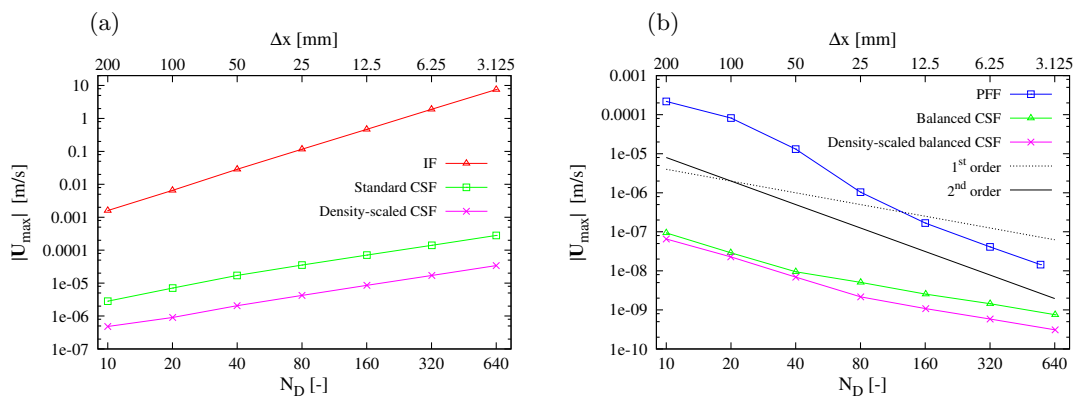 (a)
Δx [mm]
200 100 50 25 12.5 6.25 3.125
10
1
0.1
0.01
0.001
0.0001
1e-05
1e-06
1e-07
|U_max| [m/s]
IF
Standard CSF
Density-scaled CSF
10 20 40 80 160 320 640
N_D [-]
(b)
Δx [mm]
200 100 50 25 12.5 6.25 3.125
0.001
0.0001
1e-05
1e-06
1e-07
1e-08
1e-09
1e-10
|U_max| [m/s]
PFF
Balanced CSF
Density-scaled balanced CSF
1st order
2nd order
10 20 40 80 160 320 640
N_D [-]